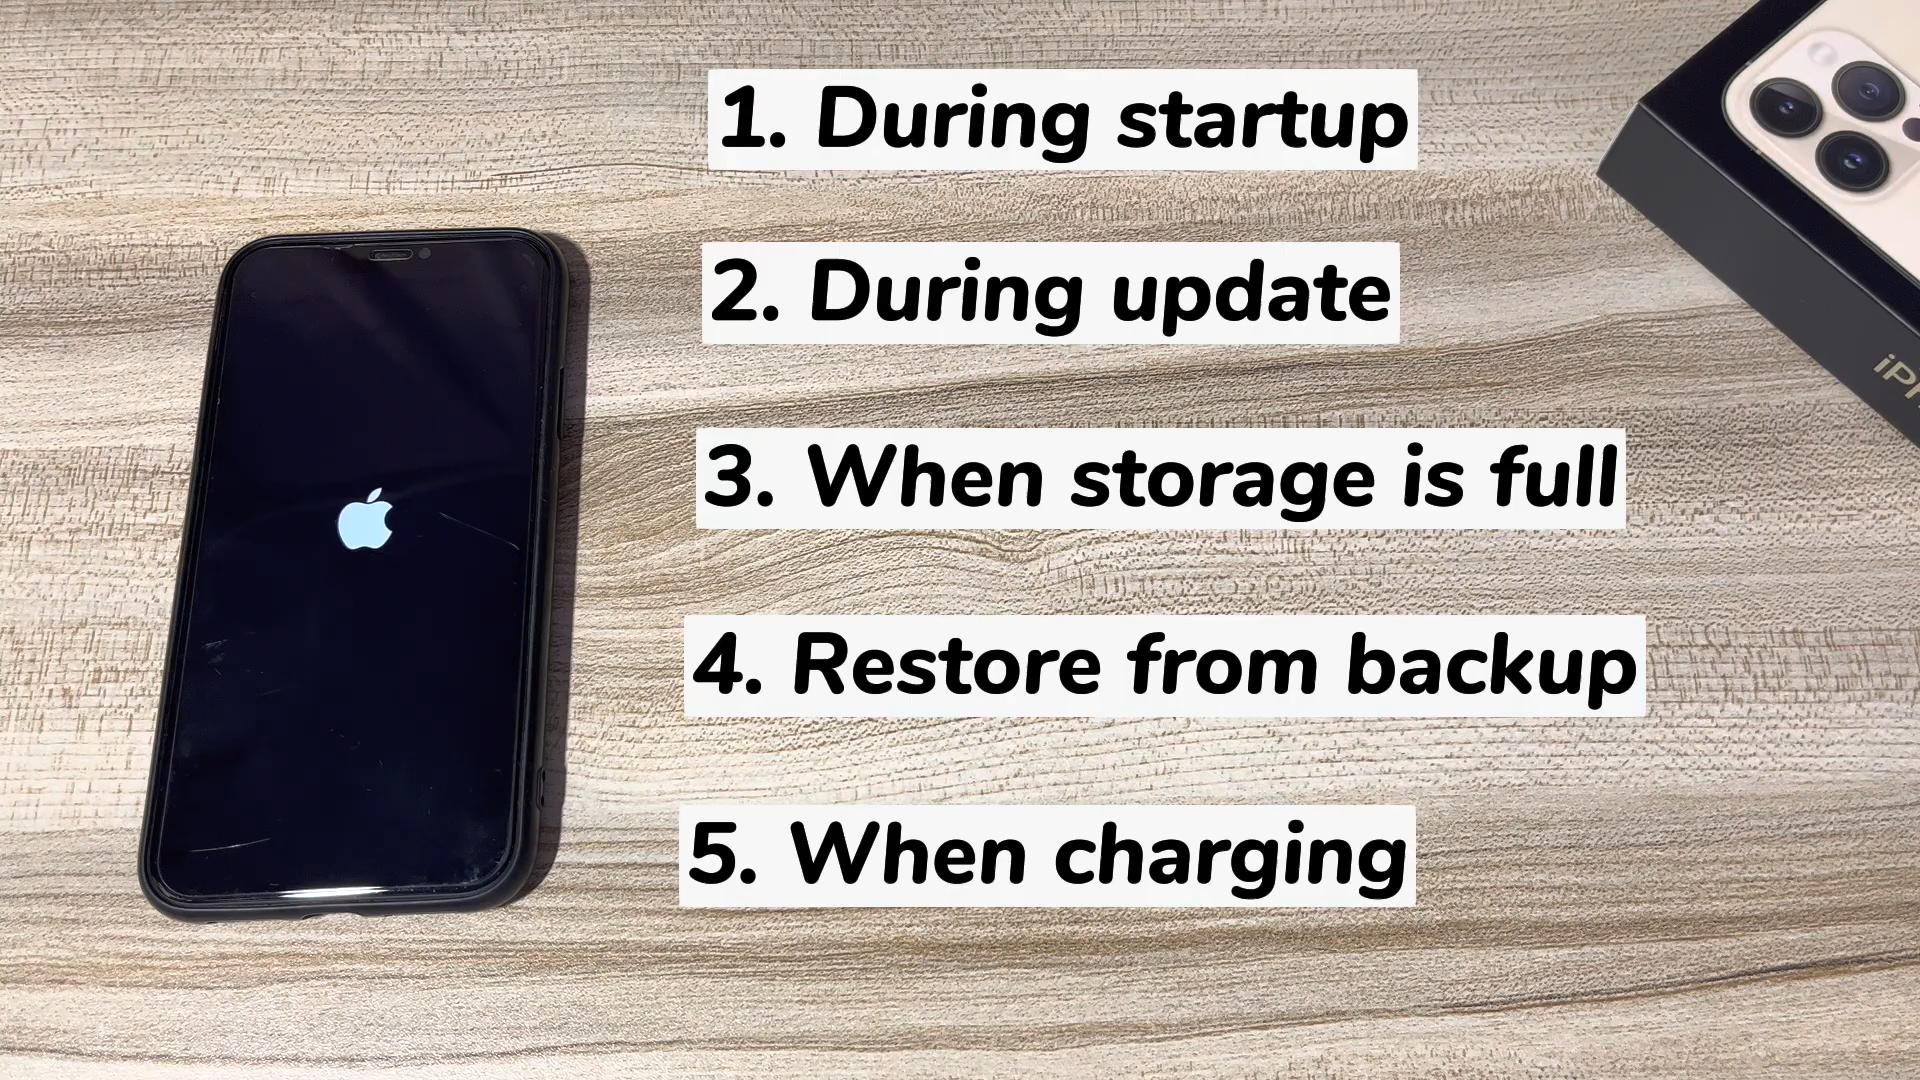 1. During startup
2. During update
3. When storage is full
4. Restore from backup
5. When charging